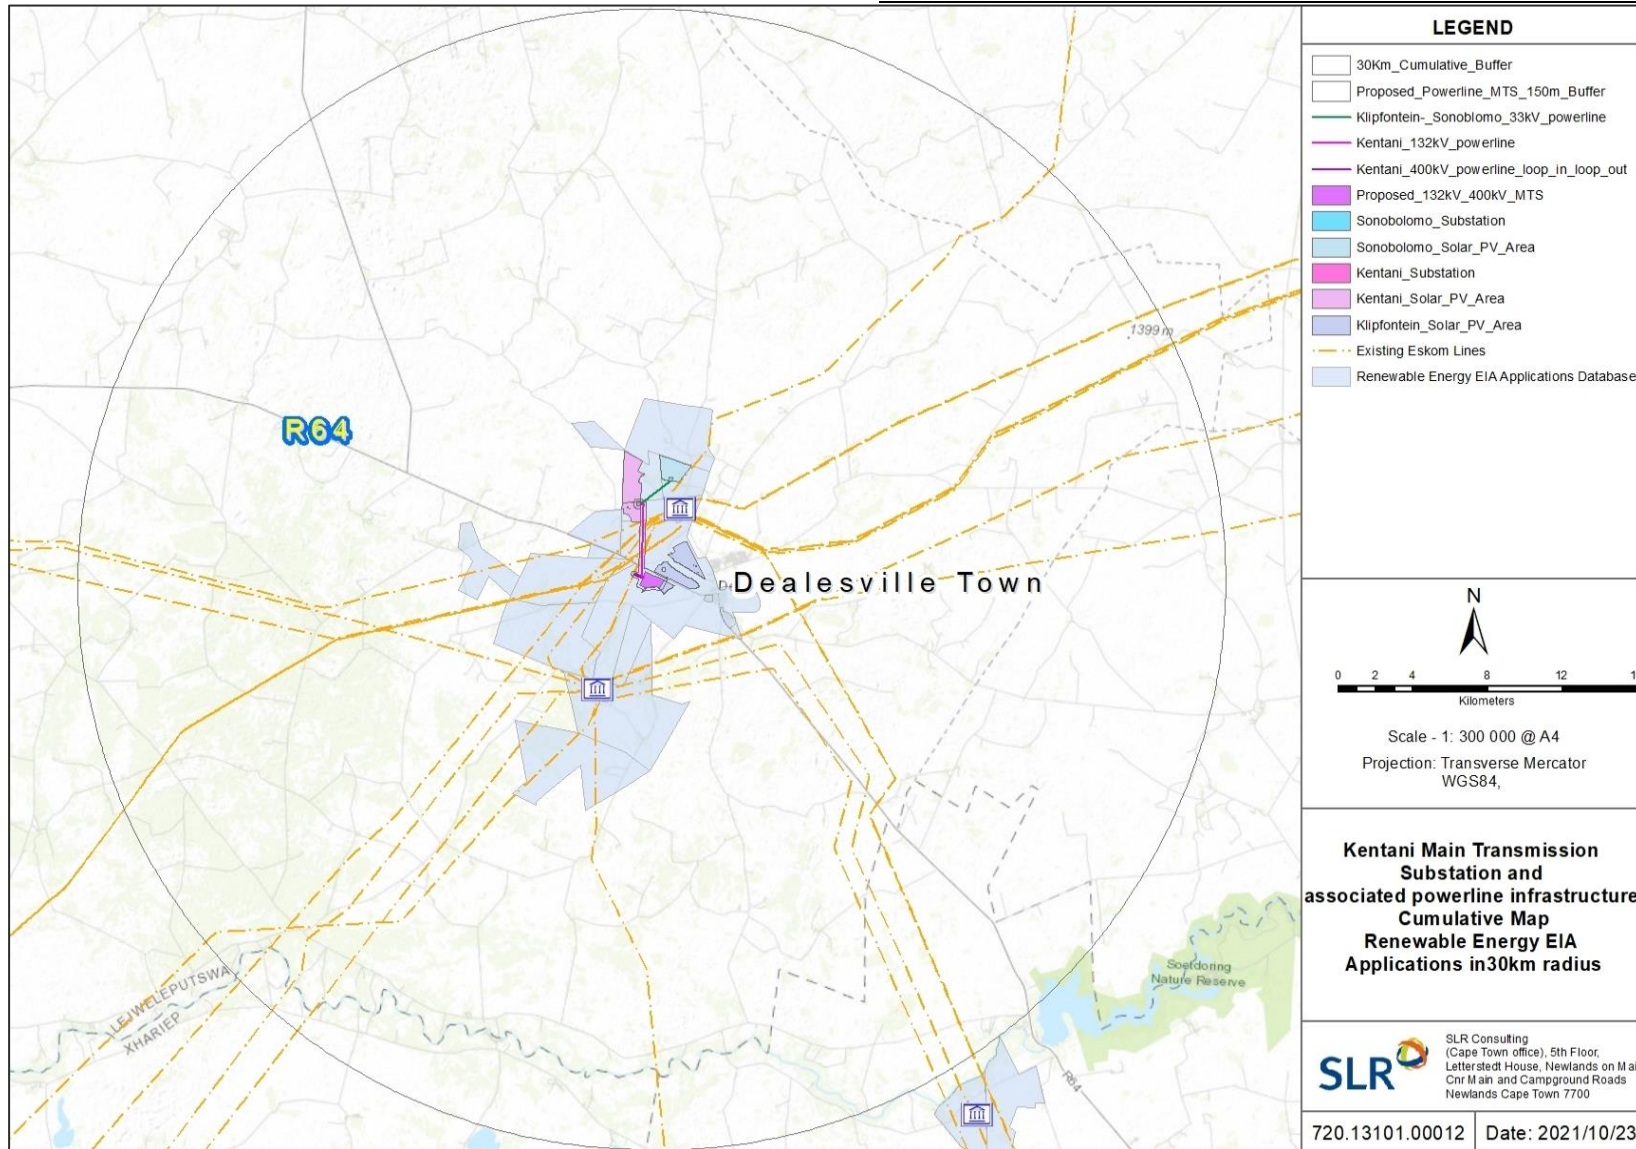 R64
1399 m
Dealesville Town
Soetdoring
Nature Reserve
LEJWELEPUTSWA
XHARIEP
R64
LEGEND
30Km_Cumulative_Buffer
Proposed_Powerline_MTS_150m_Buffer
Klipfontein-_Sonoblomo_33kV_powerline
Kentani_132kV_powerline
Kentani_400kV_powerline_loop_in_loop_out
Proposed_132kV_400kV_MTS
Sonobolomo_Substation
Sonobolomo_Solar_PV_Area
Kentani_Substation
Kentani_Solar_PV_Area
Klipfontein_Solar_PV_Area
Existing Eskom Lines
Renewable Energy EIA Applications Database
N
0 2 4 8 12 1
Kilometers
Scale - 1: 300 000 @ A4
Projection: Transverse Mercator
WGS84,
Kentani Main Transmission
Substation and
associated powerline infrastructure
Cumulative Map
Renewable Energy EIA
Applications in30km radius
SLR
SLR Consulting
(Cape Town office), 5th Floor,
Letterstedt House, Newlands on Mai
Cnr Main and Campground Roads
Newlands Cape Town 7700
720.13101.00012
Date: 2021/10/23